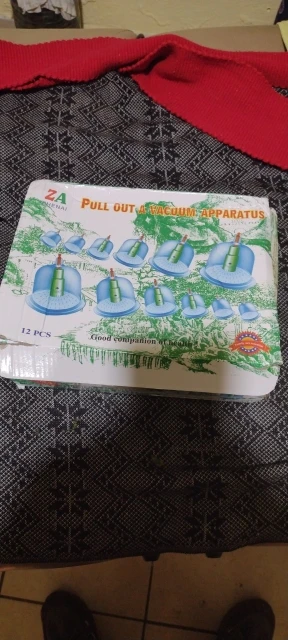 ZA
PULL OUT A VACUUM APPARATUS
12 PCS
Good companion of health